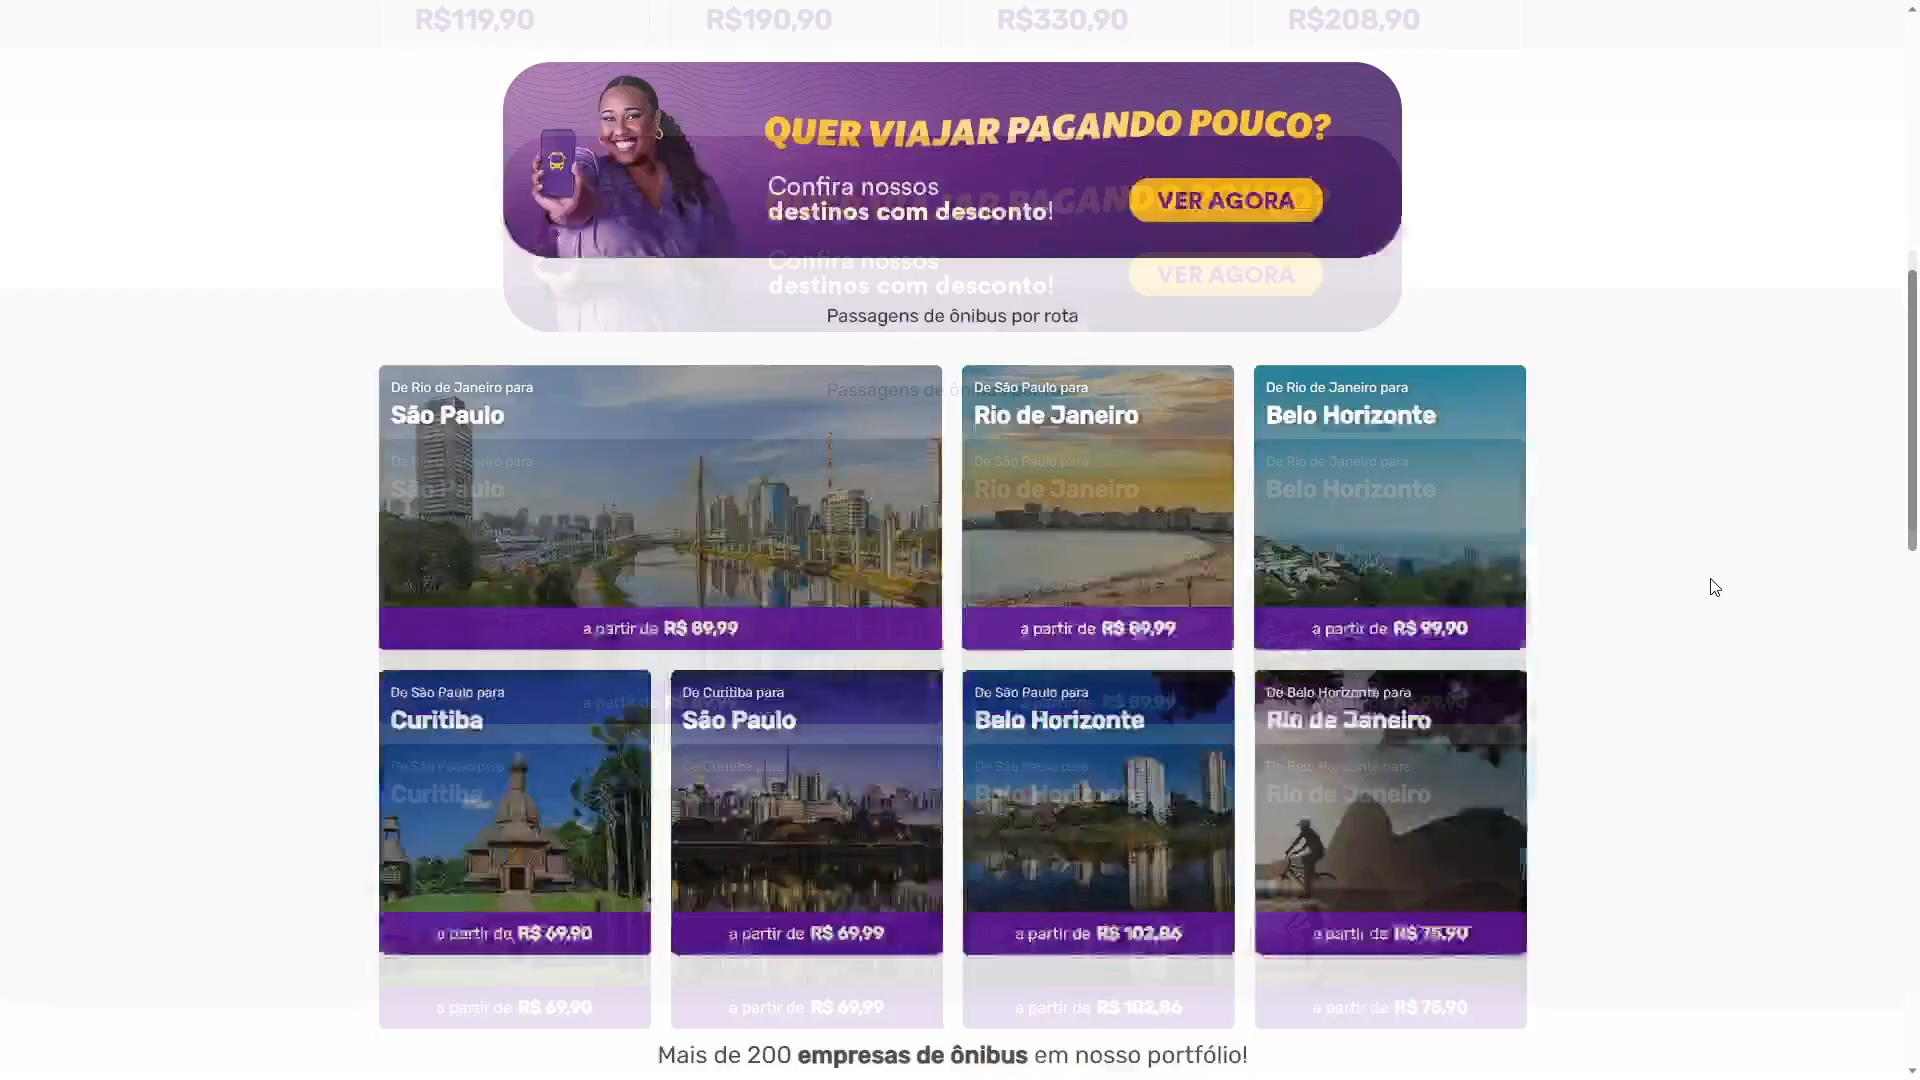 R$119,90
R$190,90
R$330,90
R$208,90
QUER VIAJAR PAGANDO POUCO?
Confira nossos
destinos com desconto!
VER AGORA
Passagens de ônibus por rota
De Rio de Janeiro para
São Paulo
a partir de R$ 89,99
De São Paulo para
Rio de Janeiro
a partir de R$ 89,99
De Rio de Janeiro para
Belo Horizonte
a partir de R$ 99,90
De São Paulo para
Curitiba
a partir de R$ 69,90
De Curitiba para
São Paulo
a partir de R$ 69,99
De São Paulo para
Belo Horizonte
a partir de R$ 102,86
De Belo Horizonte para
Rio de Janeiro
a partir de R$ 75,90
Mais de 200 empresas de ônibus em nosso portfólio!